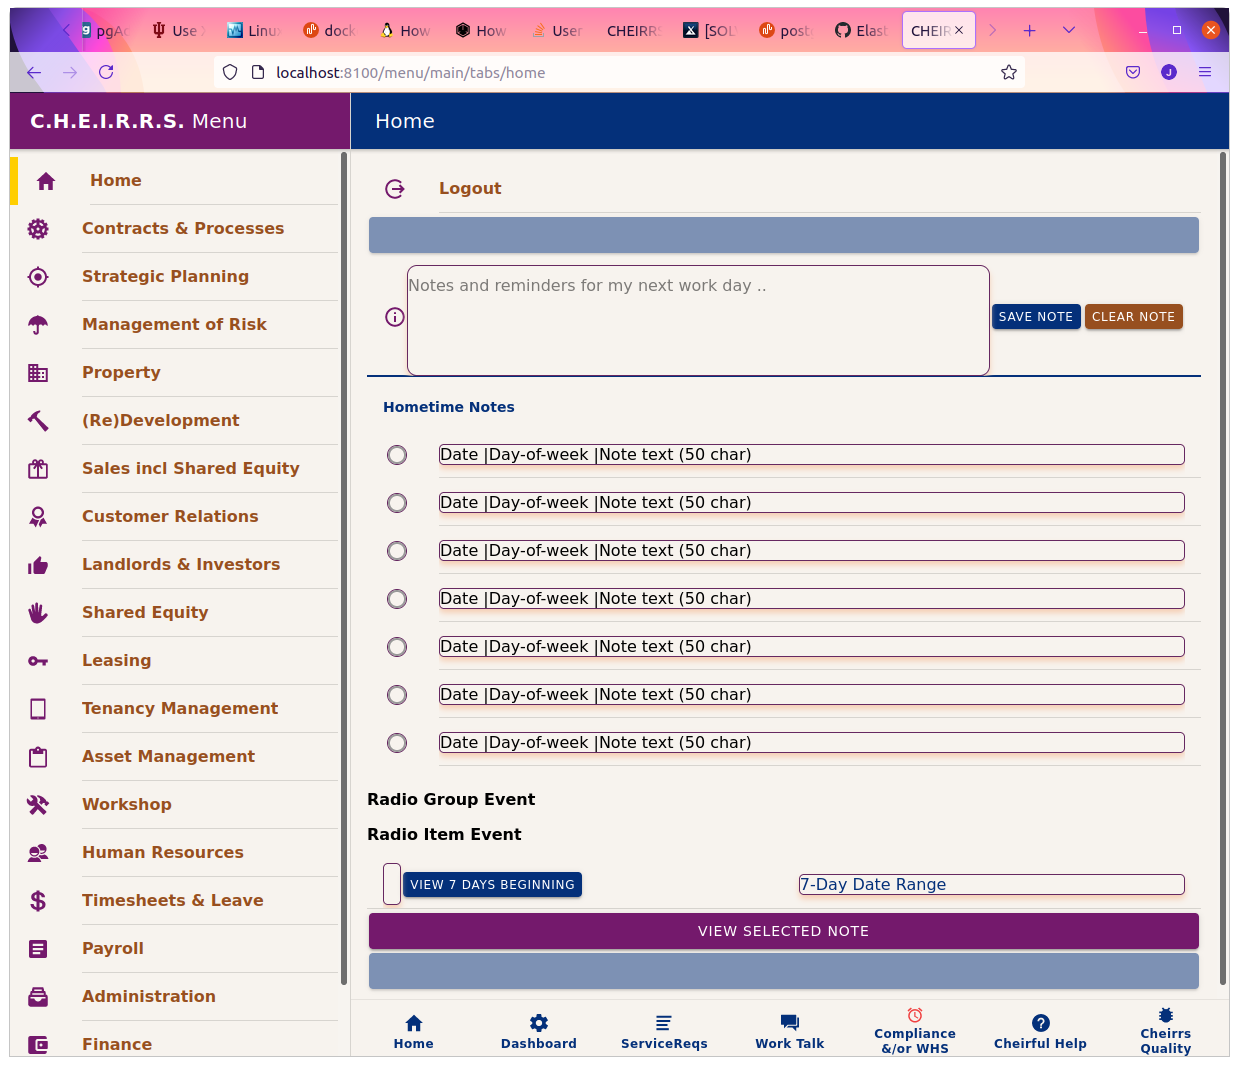 pgA
Use
Linu
dock
How
How
User
CHEIRR
[SOL
post
Elast
CHEIR
localhost:8100/menu/main/tabs/home
J
C.H.E.I.R.R.S. Menu
Home
Home
Contracts & Processes
Strategic Planning
Management of Risk
Property
(Re)Development
Sales incl Shared Equity
Customer Relations
Landlords & Investors
Shared Equity
Leasing
Tenancy Management
Asset Management
Workshop
Human Resources
Timesheets & Leave
Payroll
Administration
Finance
Logout
Notes and reminders for my next work day ..
SAVE NOTE
CLEAR NOTE
Hometime Notes
Date |Day-of-week |Note text (50 char)
Date |Day-of-week |Note text (50 char)
Date |Day-of-week |Note text (50 char)
Date |Day-of-week |Note text (50 char)
Date |Day-of-week |Note text (50 char)
Date |Day-of-week |Note text (50 char)
Date |Day-of-week |Note text (50 char)
Radio Group Event
Radio Item Event
VIEW 7 DAYS BEGINNING
7-Day Date Range
VIEW SELECTED NOTE
Home
Dashboard
ServiceReqs
Work Talk
Compliance
&/or WHS
Cheirful Help
Cheirrs
Quality